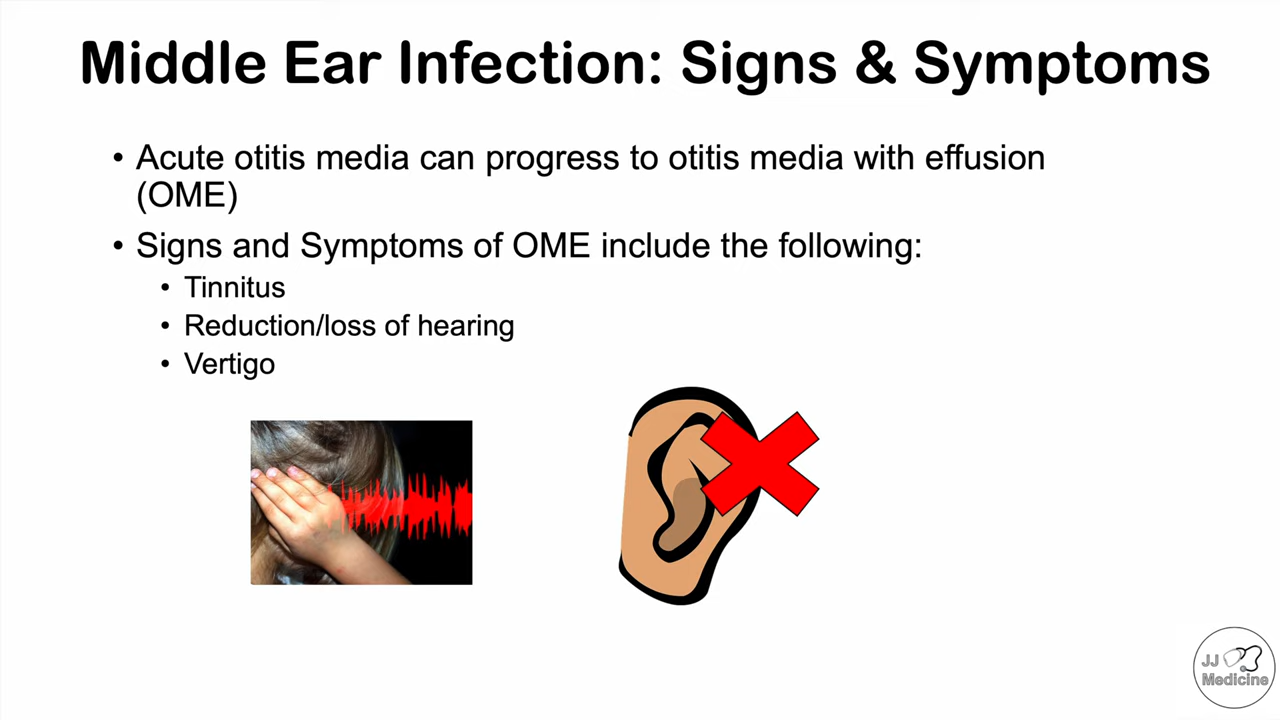 Middle Ear Infection: Signs & Symptoms
• Acute otitis media can progress to otitis media with effusion
(OME)
• Signs and Symptoms of OME include the following:
• Tinnitus
• Reduction/loss of hearing
• Vertigo
JJ
Medicine